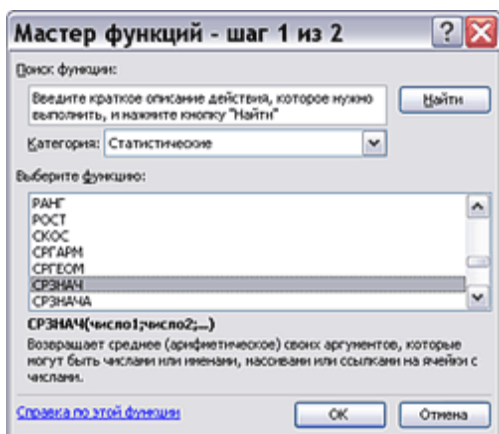 Мастер функций - шаг 1 из 2
Поиск функции:
Введите краткое описание действия, которое нужно
выполнить, и нажмите кнопку "Найти"
Найти
Категория: Статистические
Выберите функцию:
РАНГ
РОСТ
СКОС
СРГАРМ
СРГЕОМ
СРЗНАЧ
СРЗНАЧА
СРЗНАЧ(число1;число2;...)
Возвращает среднее (арифметическое) своих аргументов, которые
могут быть числами или именами, массивами или ссылками на ячейки с
числами.
Справка по этой функции
ОК
Отмена